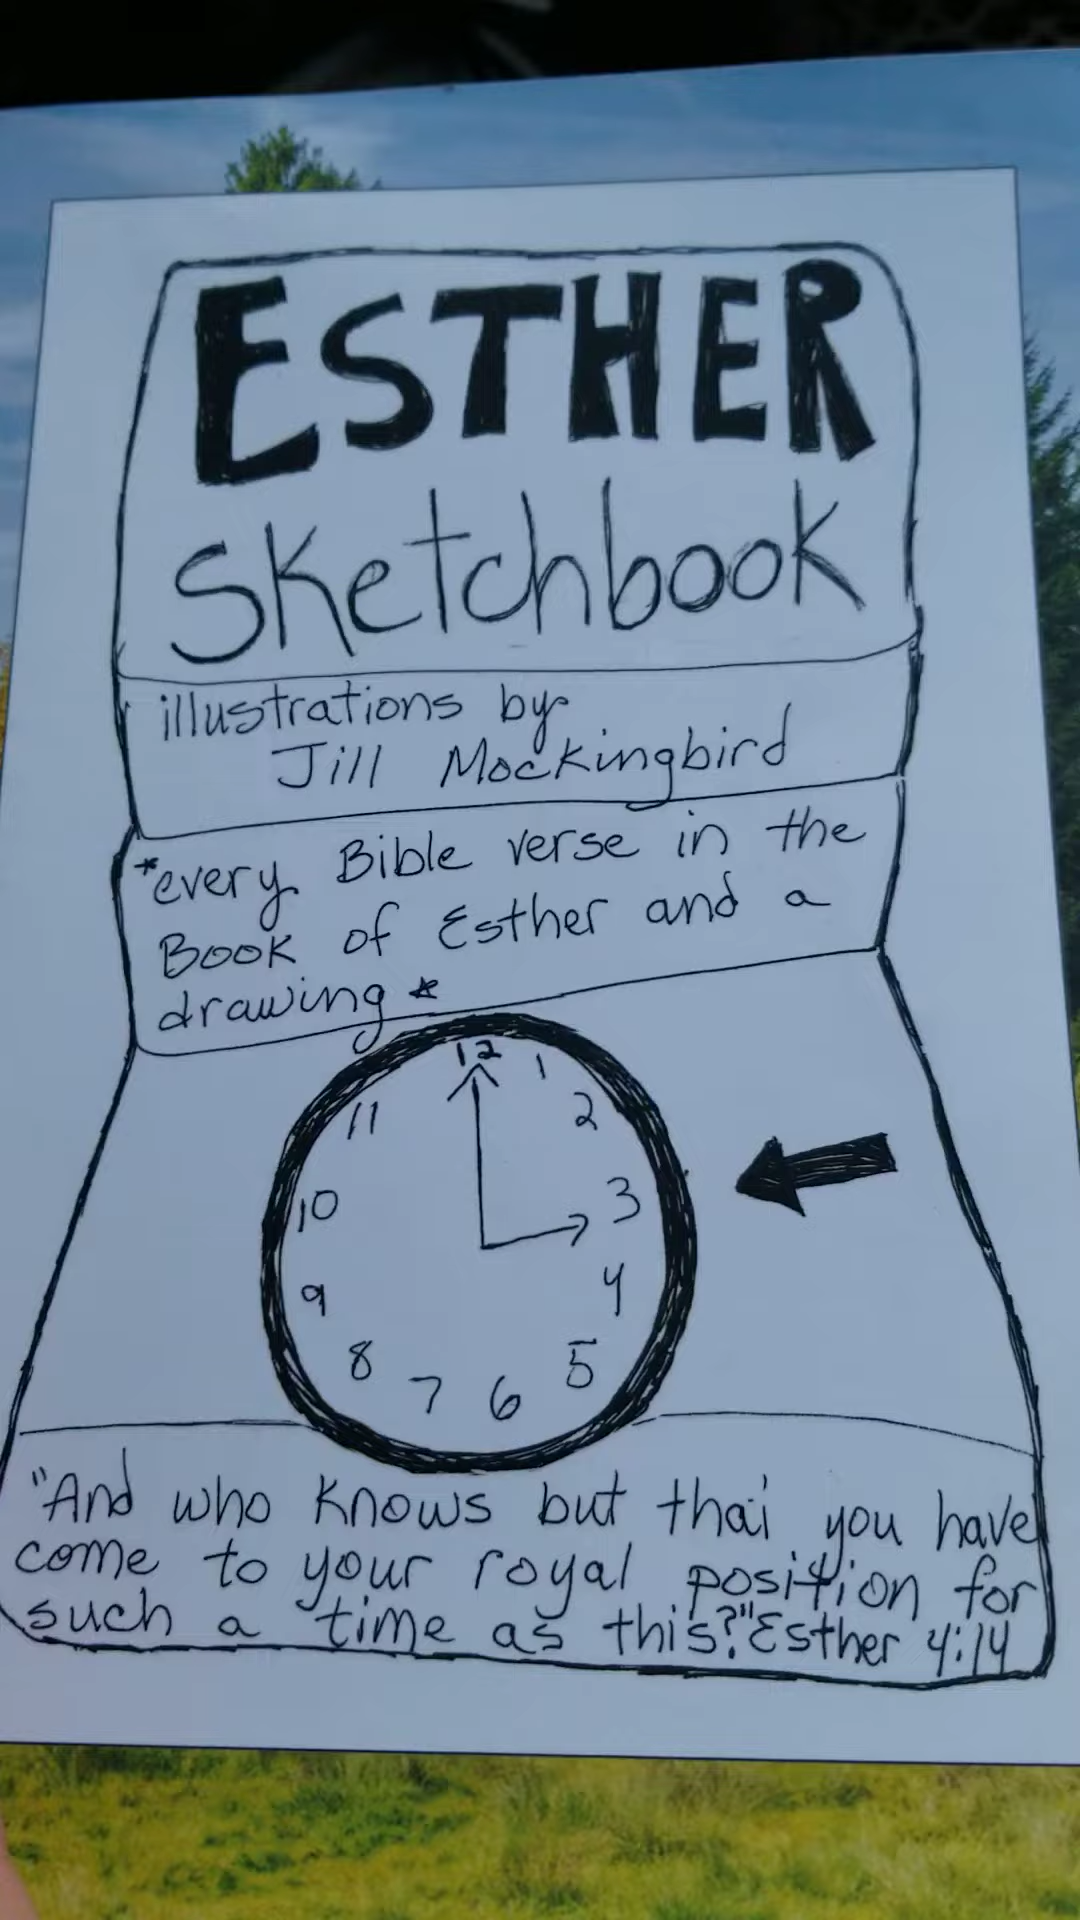 ESTHER
Sketchbook
illustrations by
Jill Mockingbird
*every Bible verse in the
Book of Esther and a
drawing *
12
1
2
3
4
5
6
7
8
9
10
11
"And who knows but that you have
come to your royal position for
such a time as this?" Esther 4:14